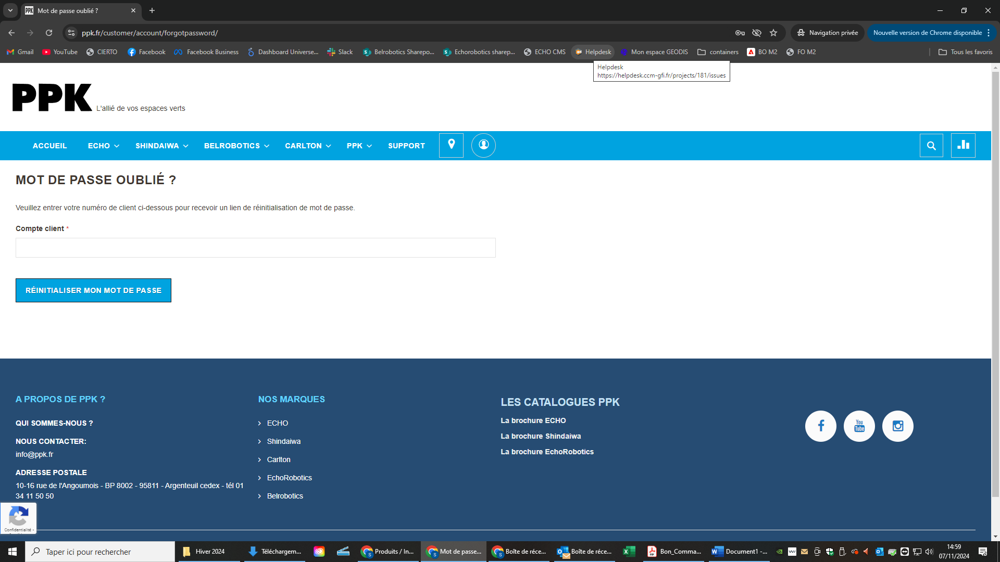 Mot de passe oublié ?
ppk.fr/customer/account/forgotpassword/
Navigation privée
Nouvelle version de Chrome disponible
Gmail
YouTube
CIERTO
Facebook
Facebook Business
Dashboard Universe...
Slack
Belrobotics Sharepo...
Echorobotics sharep...
ECHO CMS
Helpdesk
Mon espace GEODIS
containers
BO M2
FO M2
Tous les favoris
Helpdesk
https://helpdesk.ccm-gfi.fr/projects/181/issues
PPK L'allié de vos espaces verts
ACCUEIL
ECHO
SHINDAIWA
BELROBOTICS
CARLTON
PPK
SUPPORT
MOT DE PASSE OUBLIÉ ?
Veuillez entrer votre numéro de client ci-dessous pour recevoir un lien de réinitialisation de mot de passe.
Compte client *
RÉINITIALISER MON MOT DE PASSE
A PROPOS DE PPK ?
QUI SOMMES-NOUS ?
NOUS CONTACTER:
info@ppk.fr
ADRESSE POSTALE
10-16 rue de l'Angoumois - BP 8002 - 95811 - Argenteuil cedex - tél 01
34 11 50 50
NOS MARQUES
ECHO
Shindaiwa
Carlton
EchoRobotics
Belrobotics
LES CATALOGUES PPK
La brochure ECHO
La brochure Shindaiwa
La brochure EchoRobotics
You
Tube
Confidentialité -
Taper ici pour rechercher
Hiver 2024
Téléchargem...
Produits / In...
Mot de passe...
Boîte de réce...
Boîte de réce...
Bon_Comma...
Document1 -...
14:59
07/11/2024